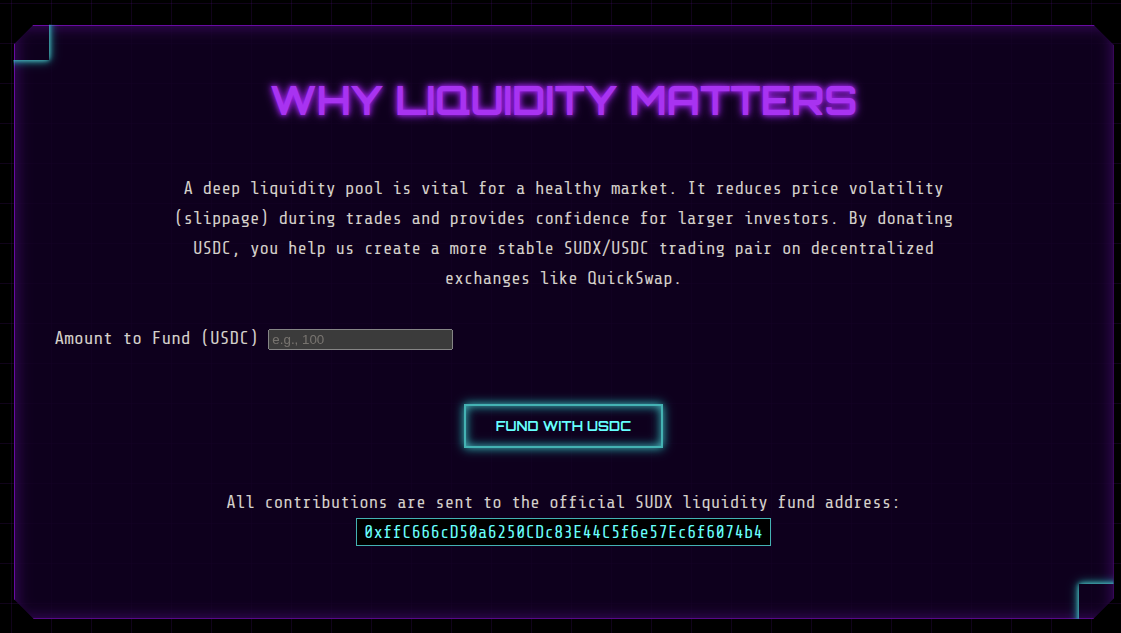 WHY LIQUIDITY MATTERS
A deep liquidity pool is vital for a healthy market. It reduces price volatility
(slippage) during trades and provides confidence for larger investors. By donating
USDC, you help us create a more stable SUDX/USDC trading pair on decentralized
exchanges like QuickSwap.
Amount to Fund (USDC) e.g., 100
FUND WITH USDC
All contributions are sent to the official SUDX liquidity fund address:
0xffC666cD50a6250CDc83E44C5f6e57Ec6f6074b4